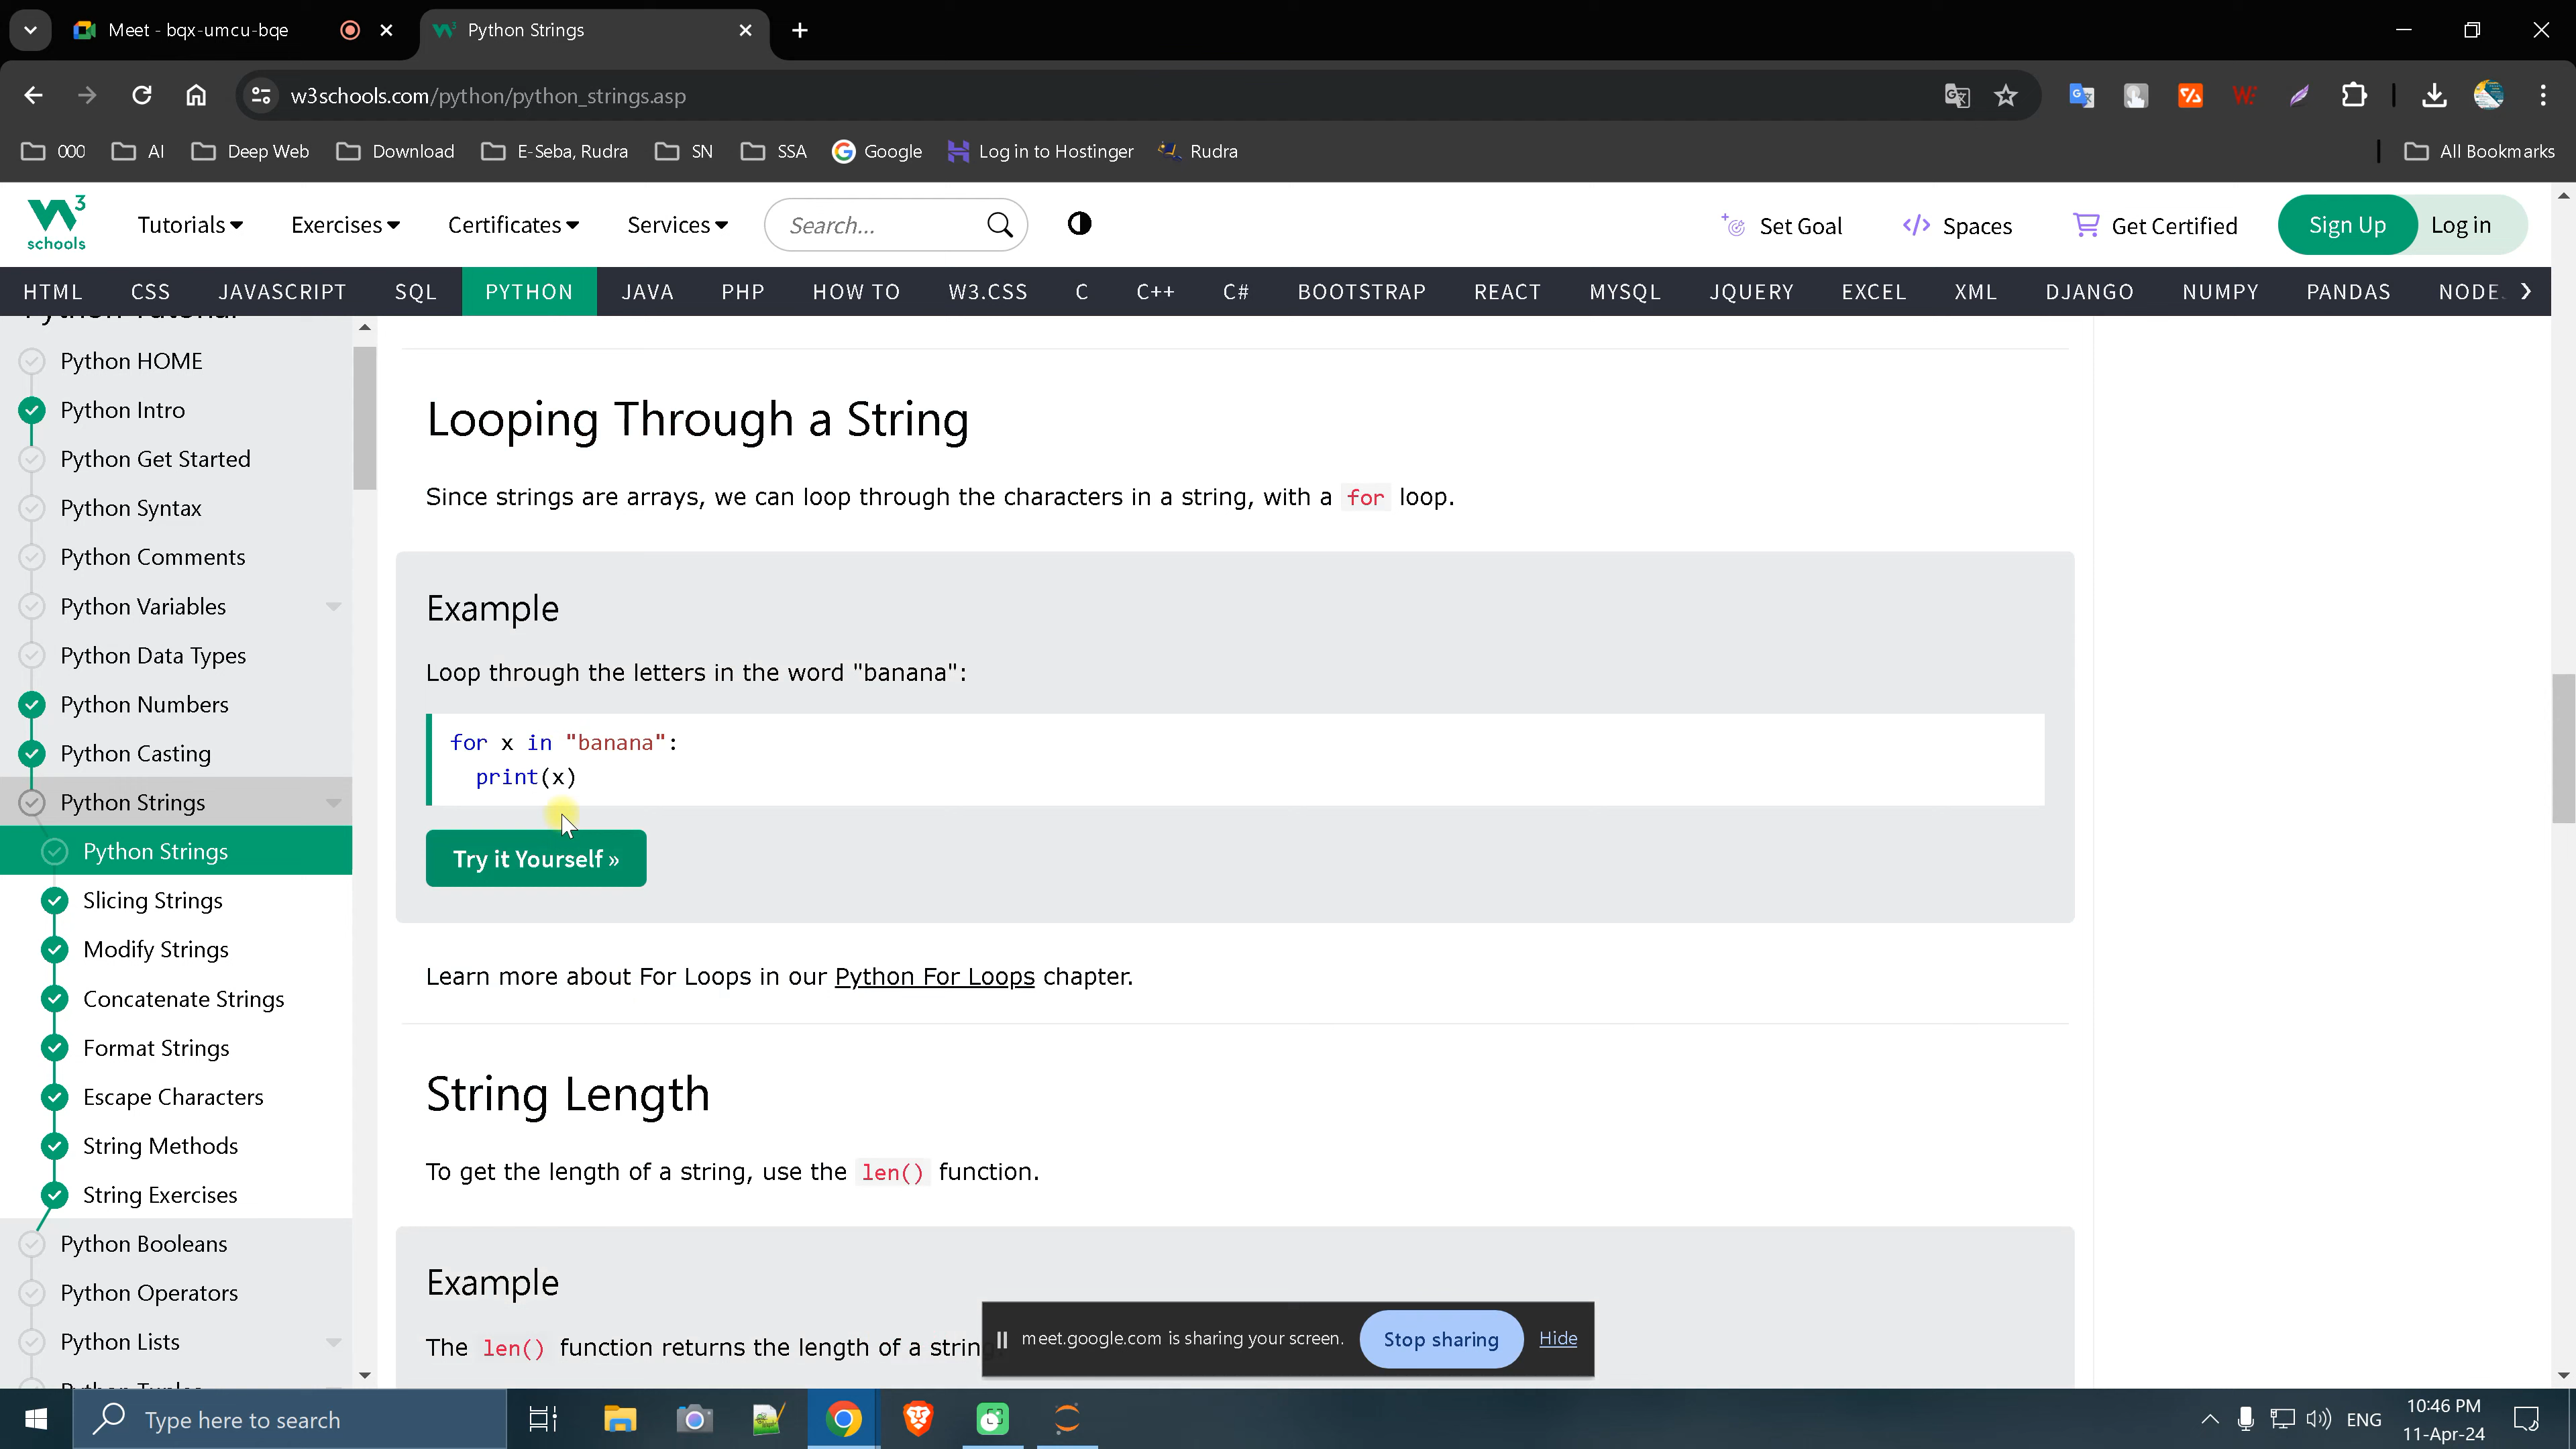 Meet - bqx-umcu-bqe
Python Strings
w3schools.com/python/python_strings.asp
000
AI
Deep Web
Download
E-Seba, Rudra
SN
SSA
Google
Log in to Hostinger
Rudra
All Bookmarks
W3 schools
Tutorials
Exercises
Certificates
Services
Search...
Set Goal
Spaces
Get Certified
Sign Up
Log in
HTML CSS JAVASCRIPT SQL PYTHON JAVA PHP HOW TO W3.CSS C C++ C# BOOTSTRAP REACT MYSQL JQUERY EXCEL XML DJANGO NUMPY PANDAS NODE
Python Tutorial
Python HOME
Python Intro
Python Get Started
Python Syntax
Python Comments
Python Variables
Python Data Types
Python Numbers
Python Casting
Python Strings
Python Strings
Slicing Strings
Modify Strings
Concatenate Strings
Format Strings
Escape Characters
String Methods
String Exercises
Python Booleans
Python Operators
Python Lists
Python Tuples
Looping Through a String
Since strings are arrays, we can loop through the characters in a string, with a for loop.
Example
Loop through the letters in the word "banana":
for x in "banana":
print(x)
Try it Yourself »
Learn more about For Loops in our Python For Loops chapter.
String Length
To get the length of a string, use the len() function.
Example
The len() function returns the length of a string
meet.google.com is sharing your screen.
Stop sharing
Hide
Type here to search
ENG
10:46 PM
11-Apr-24